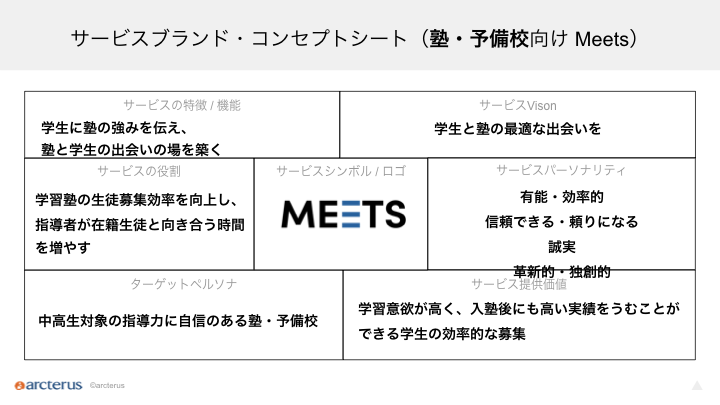 サービスブランド・コンセプトシート（塾・予備校向け Meets）
サービスの特徴 / 機能
学生に塾の強みを伝え、
塾と学生の出会いの場を築く
サービスVison
学生と塾の最適な出会いを
サービスの役割
学習塾の生徒募集効率を向上し、
指導者が在籍生徒と向き合う時間
を増やす
サービスシンボル / ロゴ
MEETS
サービスパーソナリティ
有能・効率的
信頼できる・頼りになる
誠実
革新的・独創的
ターゲットペルソナ
中高生対象の指導力に自信のある塾・予備校
サービス提供価値
学習意欲が高く、入塾後にも高い実績をうむことが
できる学生の効率的な募集
arcterus ©arcterus